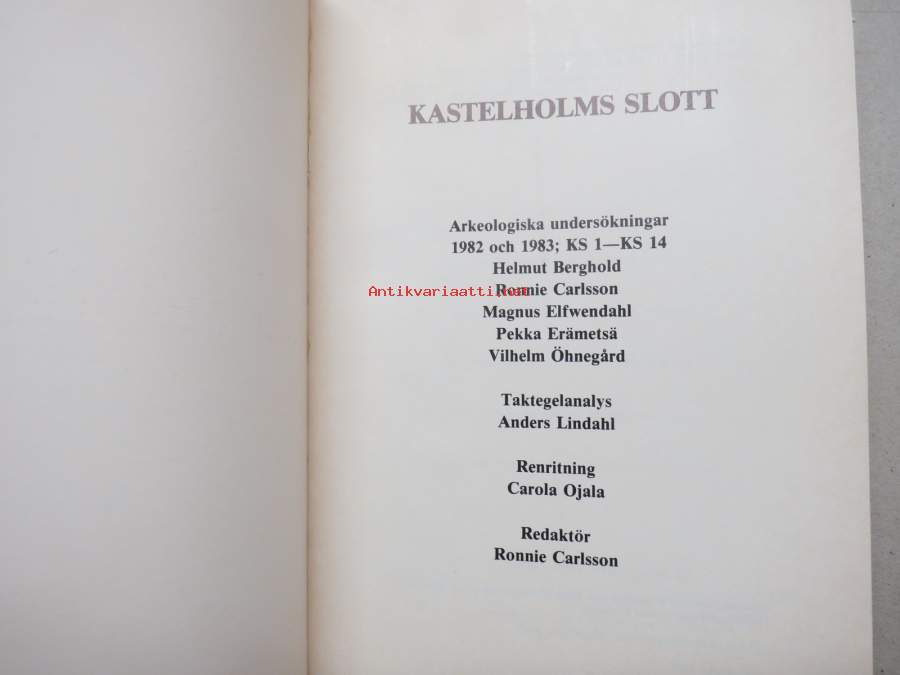 KASTELHOLMS SLOTT
Arkeologiska undersökningar
1982 och 1983; KS 1—KS 14
Helmut Berghold
Antikvariaatti.net
Ronnie Carlsson
Magnus Elfwendahl
Pekka Erämetsä
Vilhelm Öhnegård
Taktegelanalys
Anders Lindahl
Renritning
Carola Ojala
Redaktör
Ronnie Carlsson